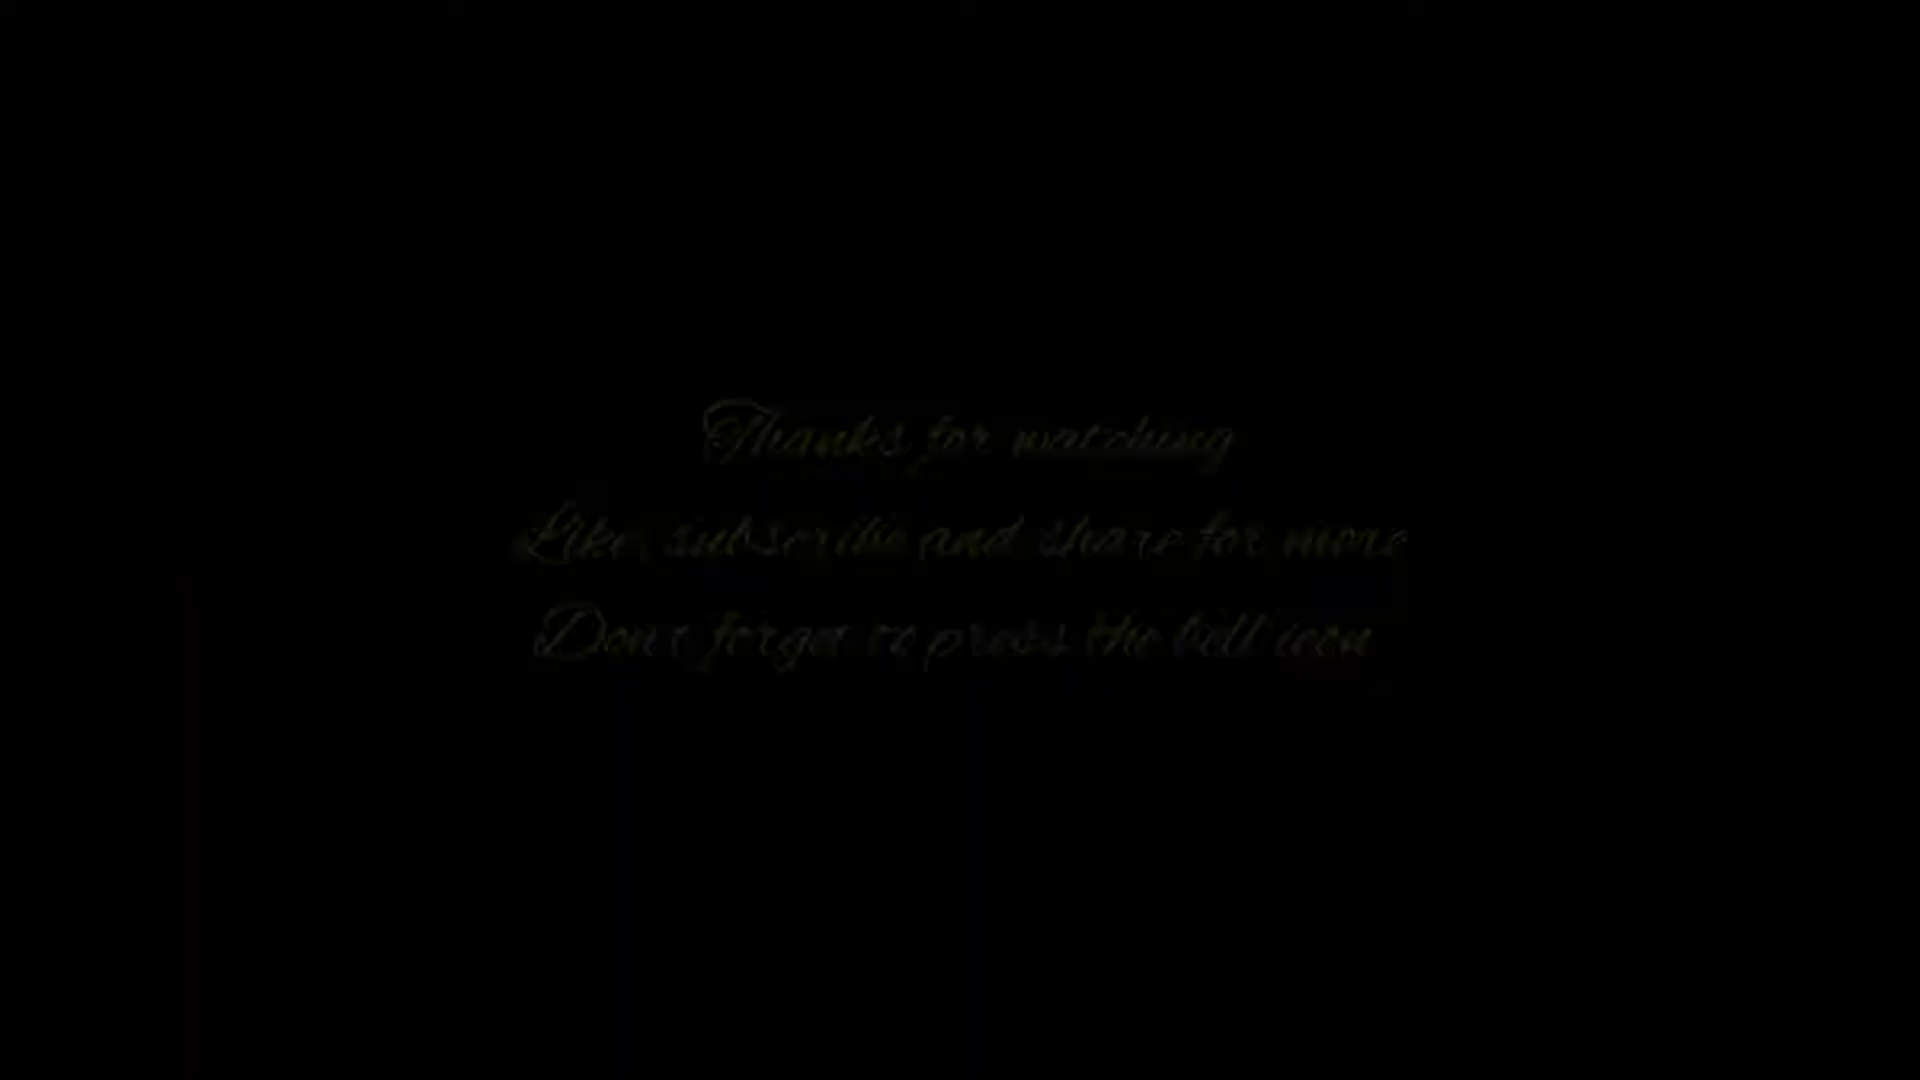 Thanks for watching
Like, subscribe and share for more
Don't forget to press the bell icon